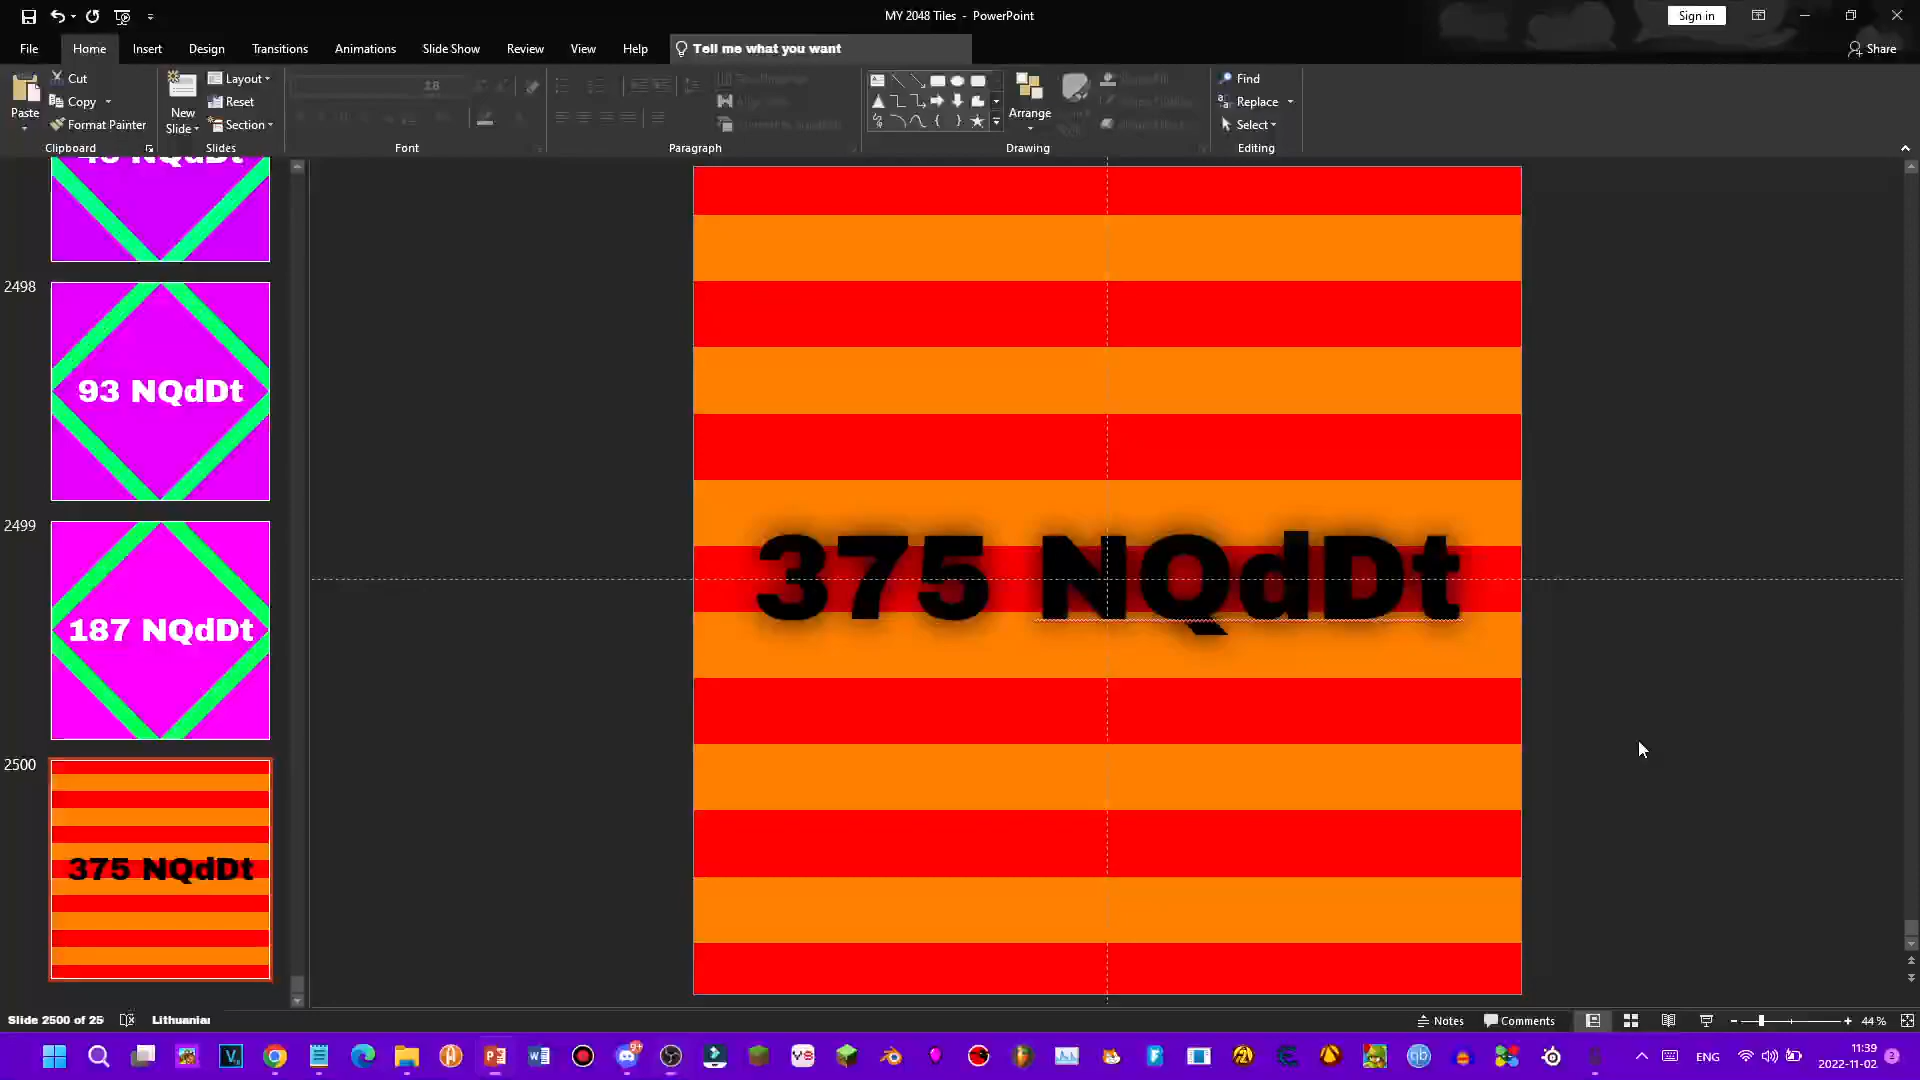 MY 2048 Tiles - PowerPoint
Sign in
File Home Insert Design Transitions Animations Slide Show Review View Help Tell me what you want Share
Paste Cut Copy Format Painter Clipboard
New Slide Layout Reset Section Slides
18 Font
Paragraph
Arrange Drawing
Find Replace Select Editing
NQdDt
2498
93 NQdDt
2499
187 NQdDt
2500
375 NQdDt
375 NQdDt
Slide 2500 of 25 Lithuanian Notes Comments 44 %
ENG 11:39
2022-11-02 2